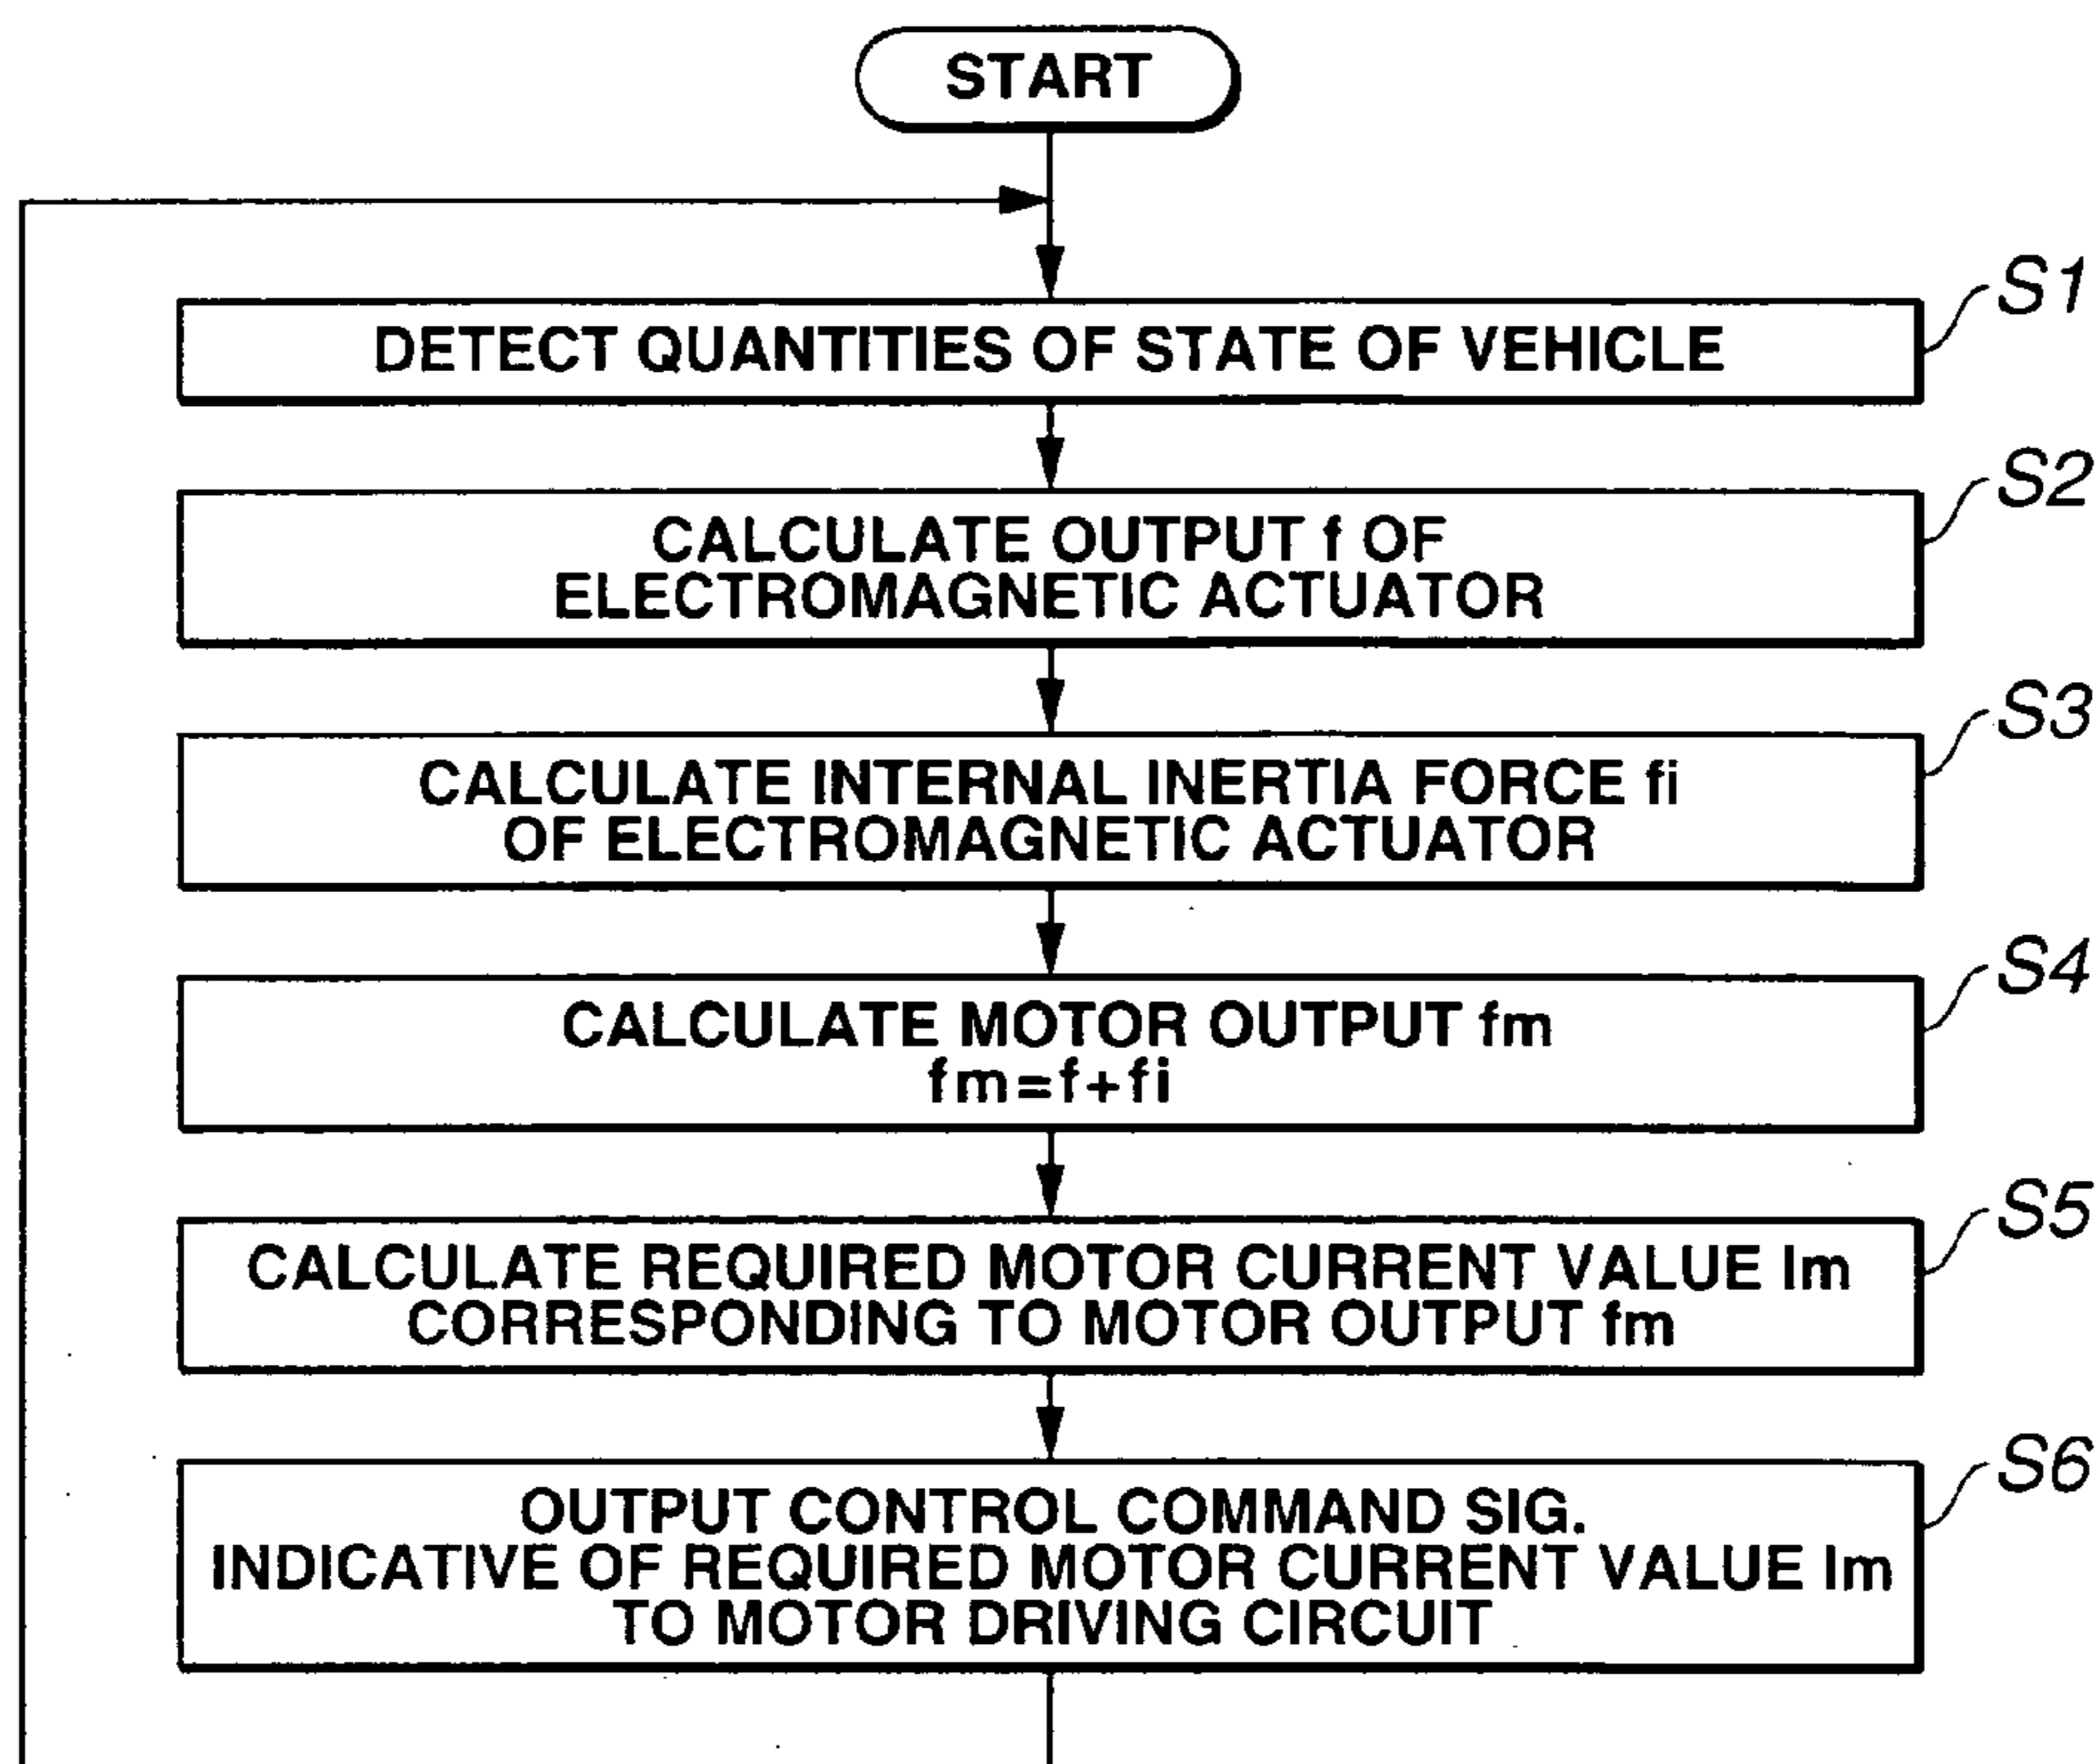 START
S1
DETECT QUANTITIES OF STATE OF VEHICLE
S2
CALCULATE OUTPUT f OF
ELECTROMAGNETIC ACTUATOR
S3
CALCULATE INTERNAL INERTIA FORCE fi
OF ELECTROMAGNETIC ACTUATOR
S4
CALCULATE MOTOR OUTPUT fm
fm=f+fi
S5
CALCULATE REQUIRED MOTOR CURRENT VALUE Im
CORRESPONDING TO MOTOR OUTPUT fm
S6
OUTPUT CONTROL COMMAND SIG.
INDICATIVE OF REQUIRED MOTOR CURRENT VALUE Im
TO MOTOR DRIVING CIRCUIT